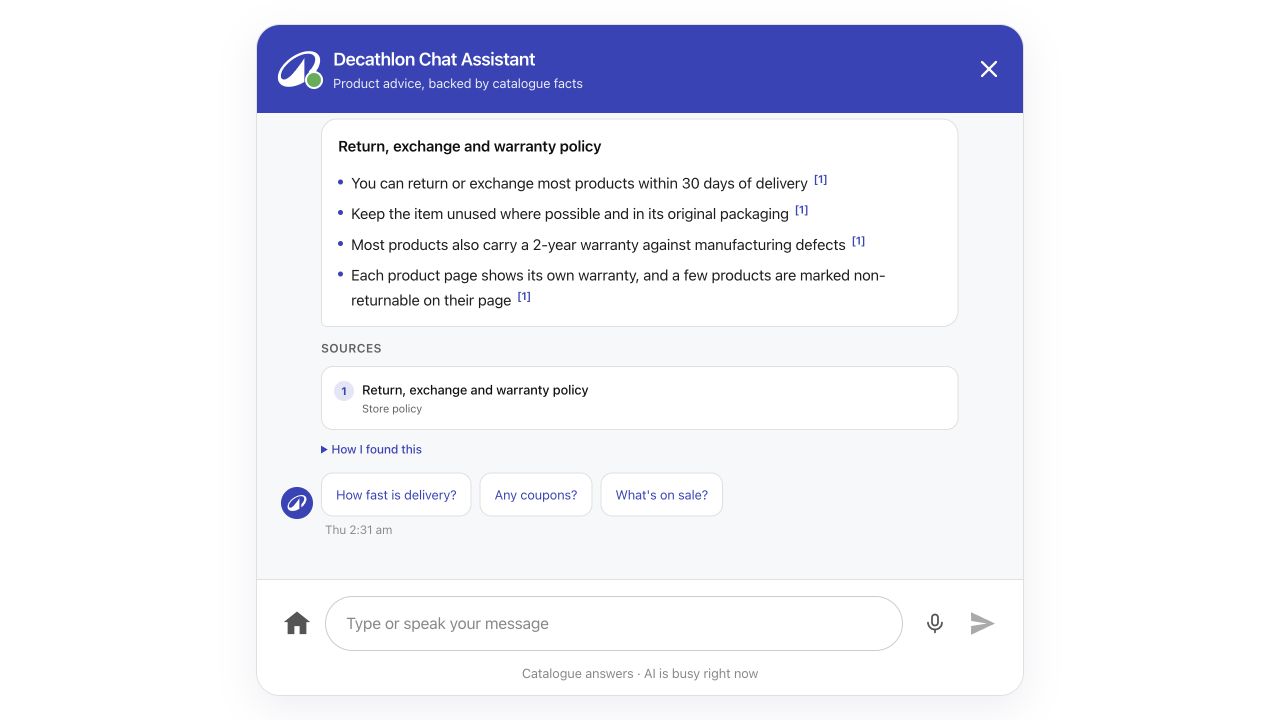 Decathlon Chat Assistant
Product advice, backed by catalogue facts
Return, exchange and warranty policy
• You can return or exchange most products within 30 days of delivery [1]
• Keep the item unused where possible and in its original packaging [1]
• Most products also carry a 2-year warranty against manufacturing defects [1]
• Each product page shows its own warranty, and a few products are marked non-
returnable on their page [1]
SOURCES
1 Return, exchange and warranty policy
Store policy
How I found this
How fast is delivery? Any coupons? What's on sale?
Thu 2:31 am
Type or speak your message
Catalogue answers · AI is busy right now